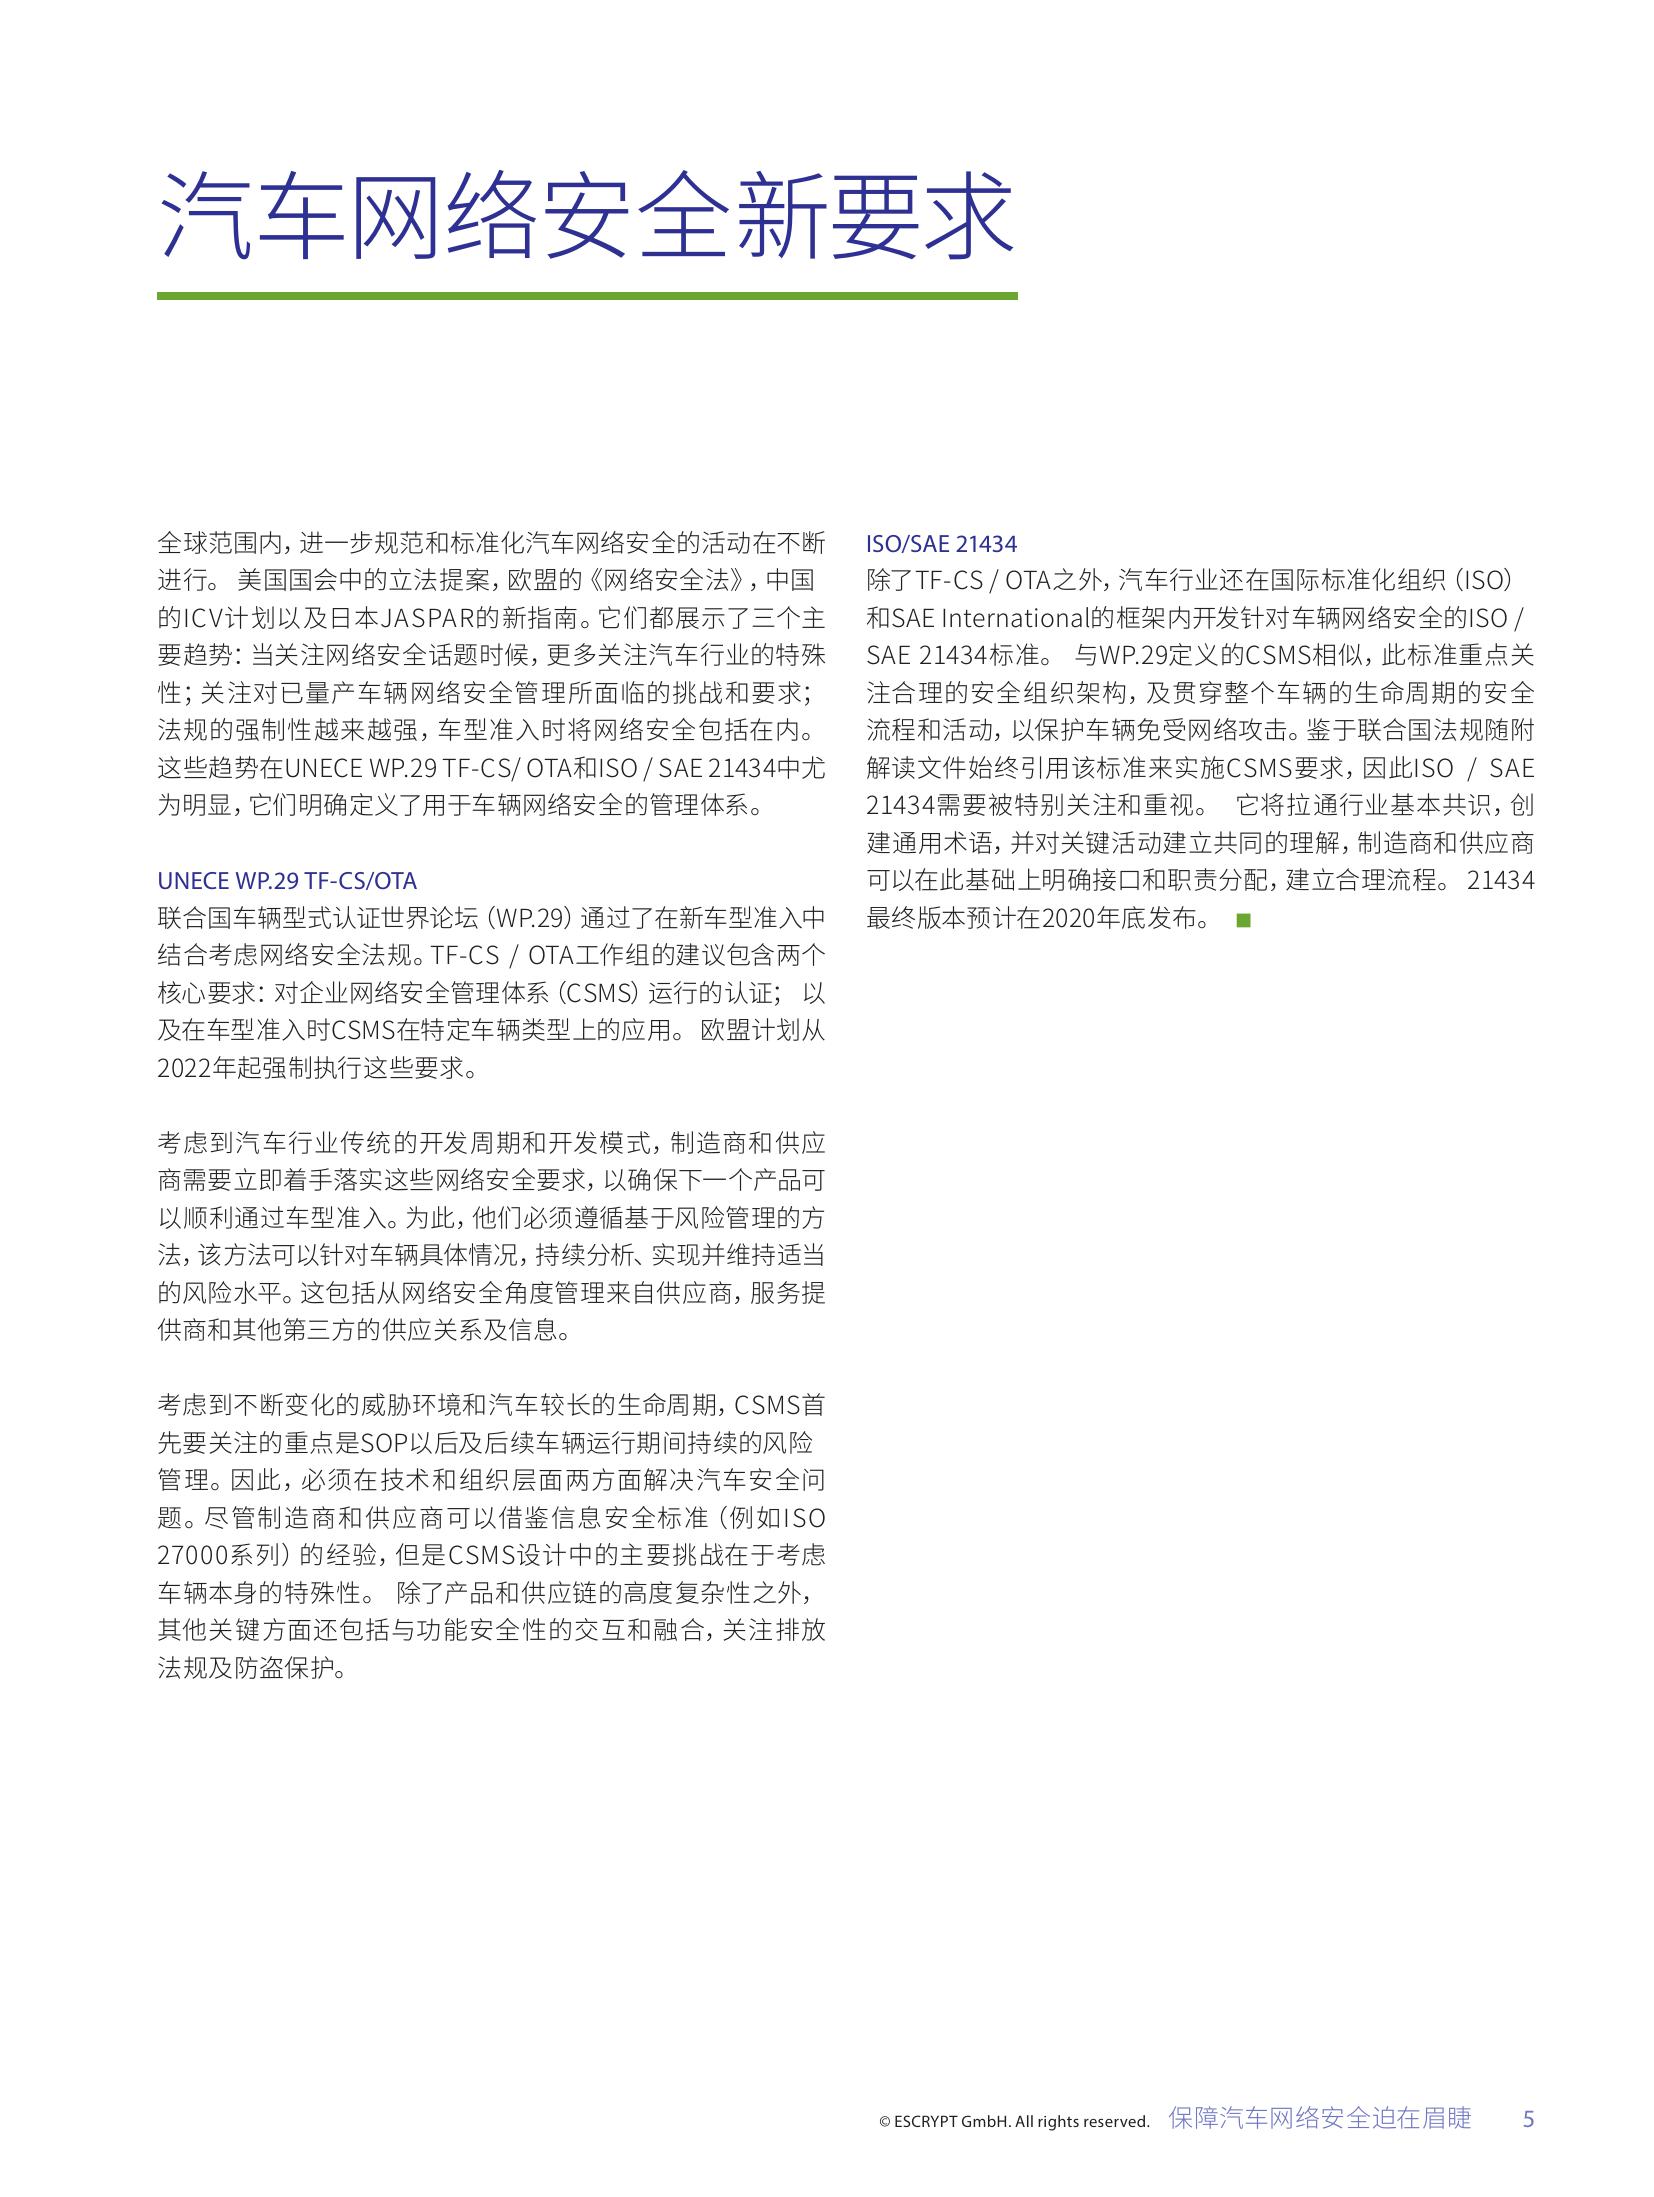 汽车网络安全新要求
全球范围内，进一步规范和标准化汽车网络安全的活动在不断
进行。 美国国会中的立法提案，欧盟的《网络安全法》，中国
的ICV计划以及日本JASPAR的新指南。它们都展示了三个主
要趋势：当关注网络安全话题时候，更多关注汽车行业的特殊
性；关注对已量产车辆网络安全管理所面临的挑战和要求；
法规的强制性越来越强，车型准入时将网络安全包括在内。
这些趋势在UNECE WP.29 TF-CS/ OTA和ISO / SAE 21434中尤
为明显，它们明确定义了用于车辆网络安全的管理体系。
UNECE WP.29 TF-CS/OTA
联合国车辆型式认证世界论坛（WP.29）通过了在新车型准入中
结合考虑网络安全法规。TF-CS / OTA工作组的建议包含两个
核心要求：对企业网络安全管理体系（CSMS）运行的认证； 以
及在车型准入时CSMS在特定车辆类型上的应用。 欧盟计划从
2022年起强制执行这些要求。
考虑到汽车行业传统的开发周期和开发模式，制造商和供应
商需要立即着手落实这些网络安全要求，以确保下一个产品可
以顺利通过车型准入。为此，他们必须遵循基于风险管理的方
法，该方法可以针对车辆具体情况，持续分析、实现并维持适当
的风险水平。这包括从网络安全角度管理来自供应商，服务提
供商和其他第三方的供应关系及信息。
考虑到不断变化的威胁环境和汽车较长的生命周期，CSMS首
先要关注的重点是SOP以后及后续车辆运行期间持续的风险
管理。因此，必须在技术和组织层面两方面解决汽车安全问
题。尽管制造商和供应商可以借鉴信息安全标准（例如ISO
27000系列）的经验，但是CSMS设计中的主要挑战在于考虑
车辆本身的特殊性。 除了产品和供应链的高度复杂性之外，
其他关键方面还包括与功能安全性的交互和融合，关注排放
法规及防盗保护。
ISO/SAE 21434
除了TF-CS / OTA之外，汽车行业还在国际标准化组织（ISO）
和SAE International的框架内开发针对车辆网络安全的ISO /
SAE 21434标准。 与WP.29定义的CSMS相似，此标准重点关
注合理的安全组织架构，及贯穿整个车辆的生命周期的安全
流程和活动，以保护车辆免受网络攻击。鉴于联合国法规随附
解读文件始终引用该标准来实施CSMS要求，因此ISO / SAE
21434需要被特别关注和重视。 它将拉通行业基本共识，创
建通用术语，并对关键活动建立共同的理解，制造商和供应商
可以在此基础上明确接口和职责分配，建立合理流程。 21434
最终版本预计在2020年底发布。 ■
© ESCRYPT GmbH. All rights reserved. 保障汽车网络安全迫在眉睫 5